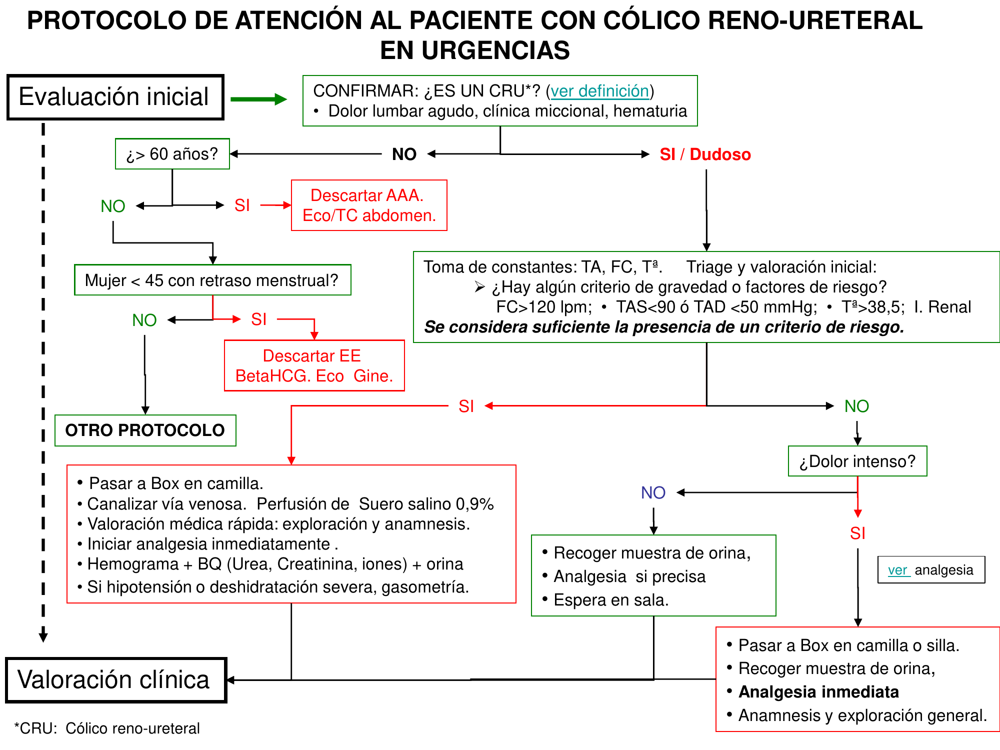 PROTOCOLO DE ATENCIÓN AL PACIENTE CON CÓLICO RENO-URETERAL
EN URGENCIAS
Evaluación inicial
CONFIRMAR: ¿ES UN CRU*? (ver definición)
• Dolor lumbar agudo, clínica miccional, hematuria
¿> 60 años?
NO
SI / Dudoso
NO
SI
Descartar AAA.
Eco/TC abdomen.
Mujer < 45 con retraso menstrual?
NO
SI
Descartar EE
BetaHCG. Eco Gine.
OTRO PROTOCOLO
Toma de constantes: TA, FC, Tª. Triage y valoración inicial:
➢ ¿Hay algún criterio de gravedad o factores de riesgo?
FC>120 lpm; • TAS<90 ó TAD <50 mmHg; • Tª>38,5; I. Renal
Se considera suficiente la presencia de un criterio de riesgo.
SI
NO
¿Dolor intenso?
NO
SI
• Pasar a Box en camilla.
• Canalizar vía venosa. Perfusión de Suero salino 0,9%
• Valoración médica rápida: exploración y anamnesis.
• Iniciar analgesia inmediatamente .
• Hemograma + BQ (Urea, Creatinina, iones) + orina
• Si hipotensión o deshidratación severa, gasometría.
• Recoger muestra de orina,
• Analgesia si precisa
• Espera en sala.
ver analgesia
• Pasar a Box en camilla o silla.
• Recoger muestra de orina,
• Analgesia inmediata
• Anamnesis y exploración general.
Valoración clínica
*CRU: Cólico reno-ureteral